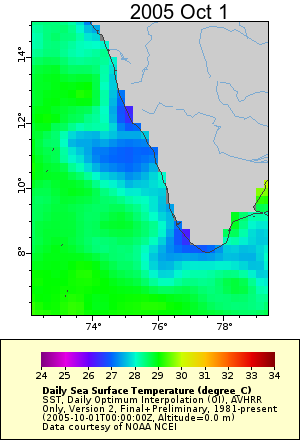 2005 Oct 1
14°
12°
10°
8°
74° 76° 78°
24 25 26 27 28 29 30 31 32 33 34
Daily Sea Surface Temperature (degree_C)
SST, Daily Optimum Interpolation (OI), AVHRR
Only, Version 2, Final+Preliminary, 1981-present
(2005-10-01T00:00:00Z, Altitude=0.0 m)
Data courtesy of NOAA NCEI